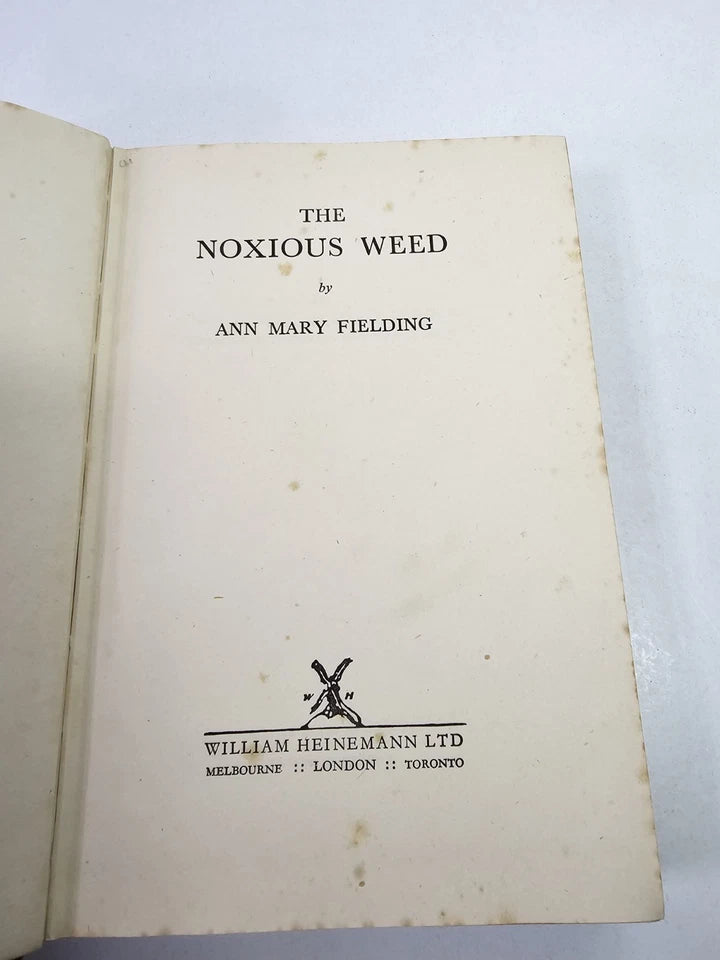 THE
NOXIOUS WEED
by
ANN MARY FIELDING
W H
WILLIAM HEINEMANN LTD
MELBOURNE :: LONDON :: TORONTO